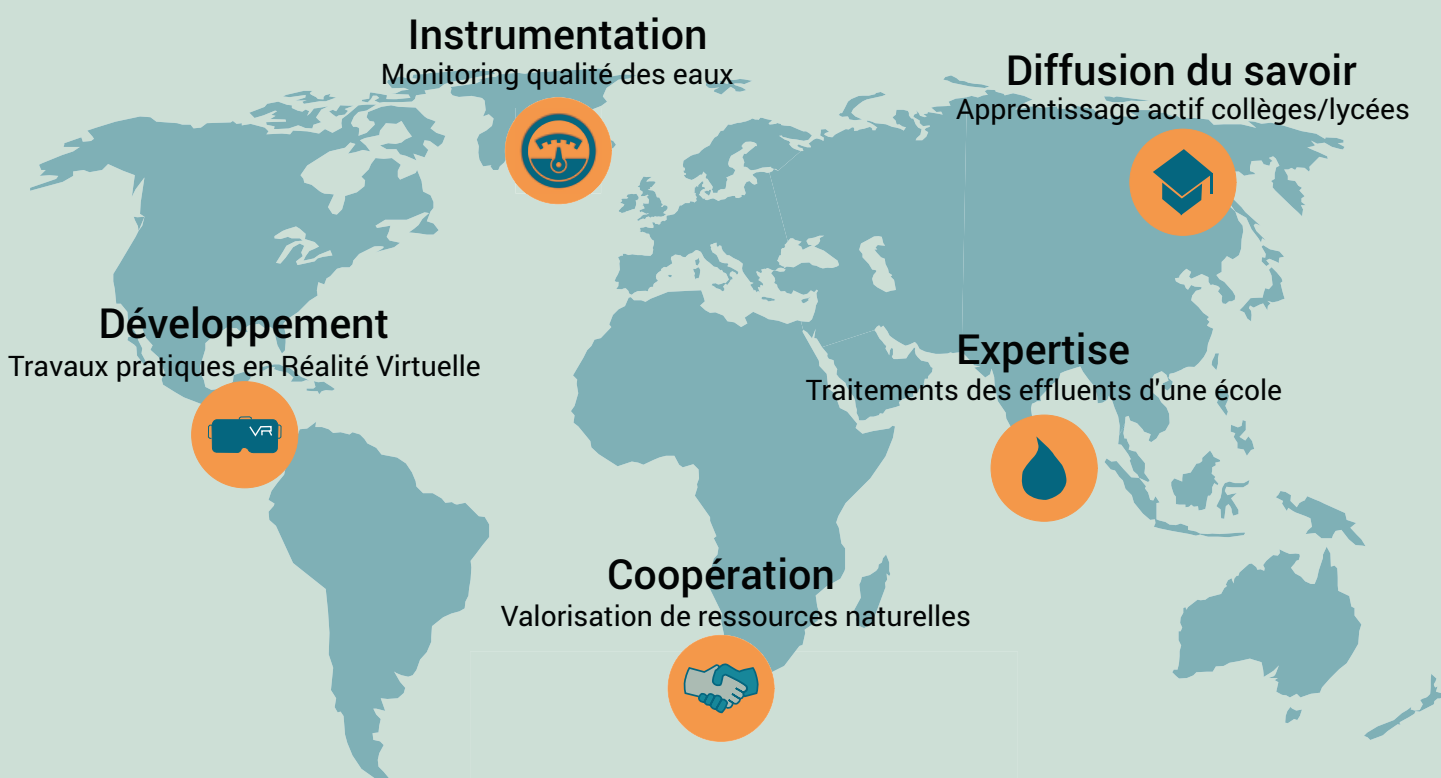 Instrumentation
Monitoring qualité des eaux
Diffusion du savoir
Apprentissage actif collèges/lycées
Développement
Travaux pratiques en Réalité Virtuelle
VR
Expertise
Traitements des effluents d'une école
Coopération
Valorisation de ressources naturelles